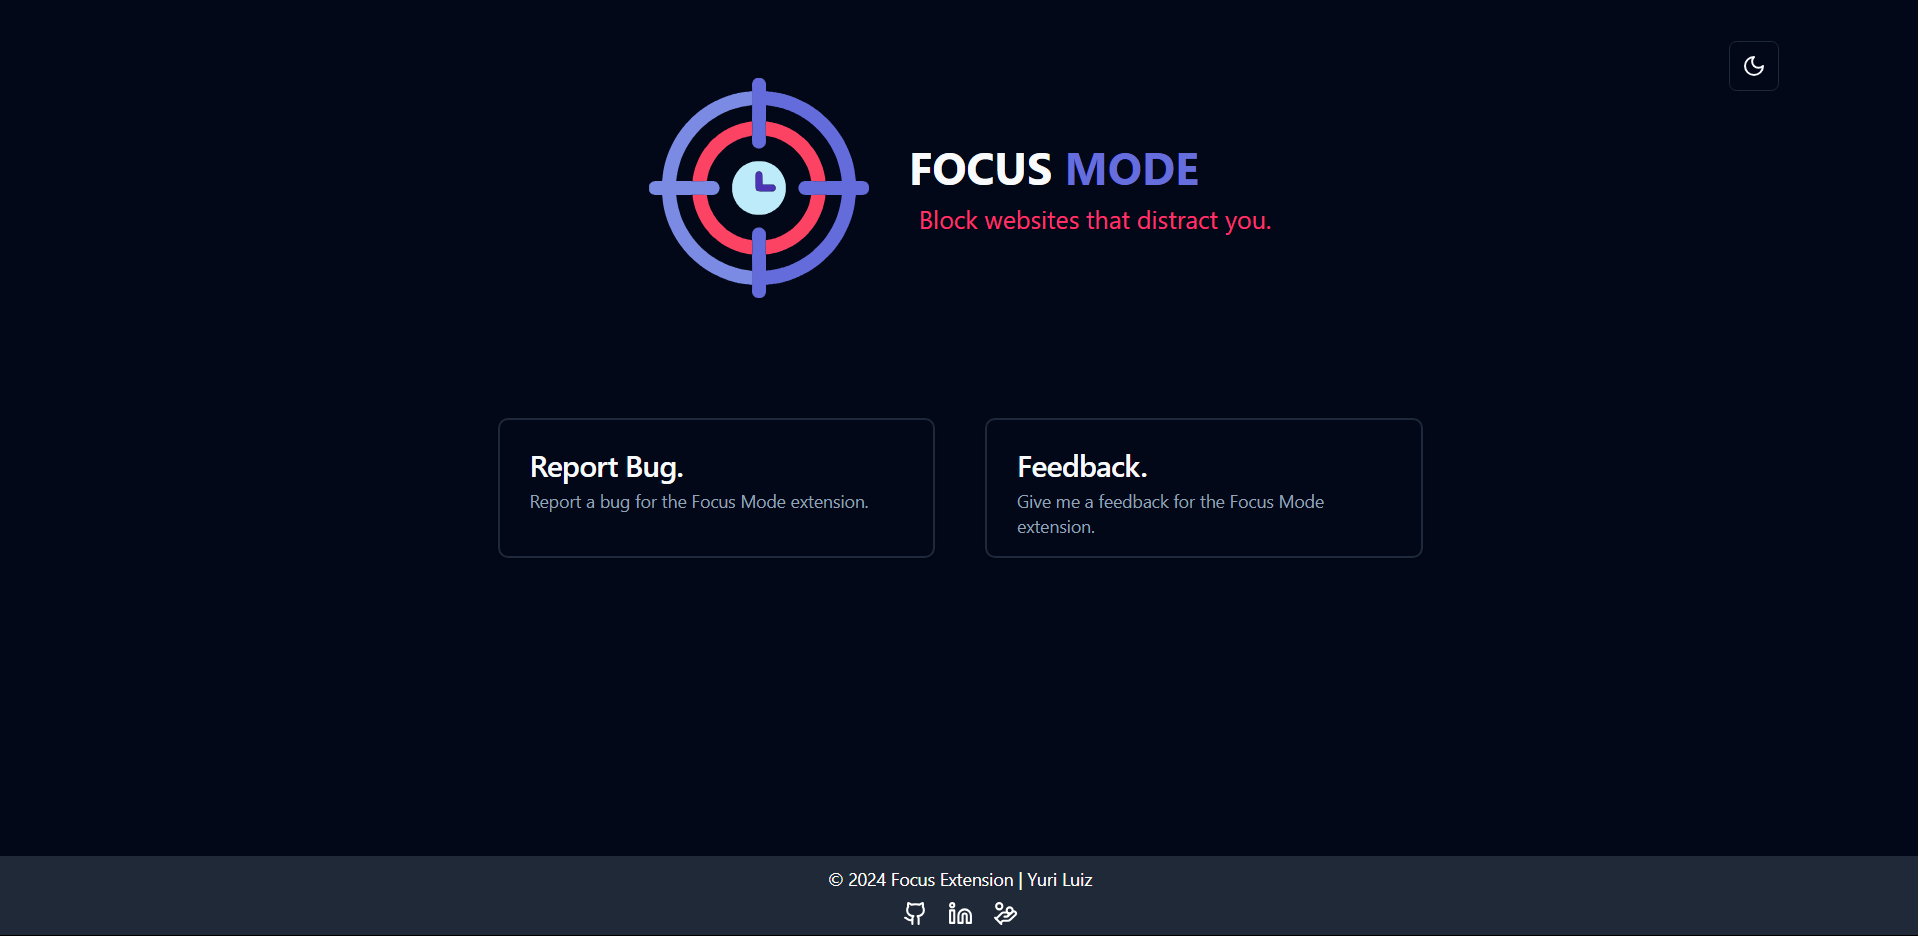 FOCUS MODE
Block websites that distract you.
Report Bug.
Report a bug for the Focus Mode extension.
Feedback.
Give me a feedback for the Focus Mode
extension.
© 2024 Focus Extension | Yuri Luiz